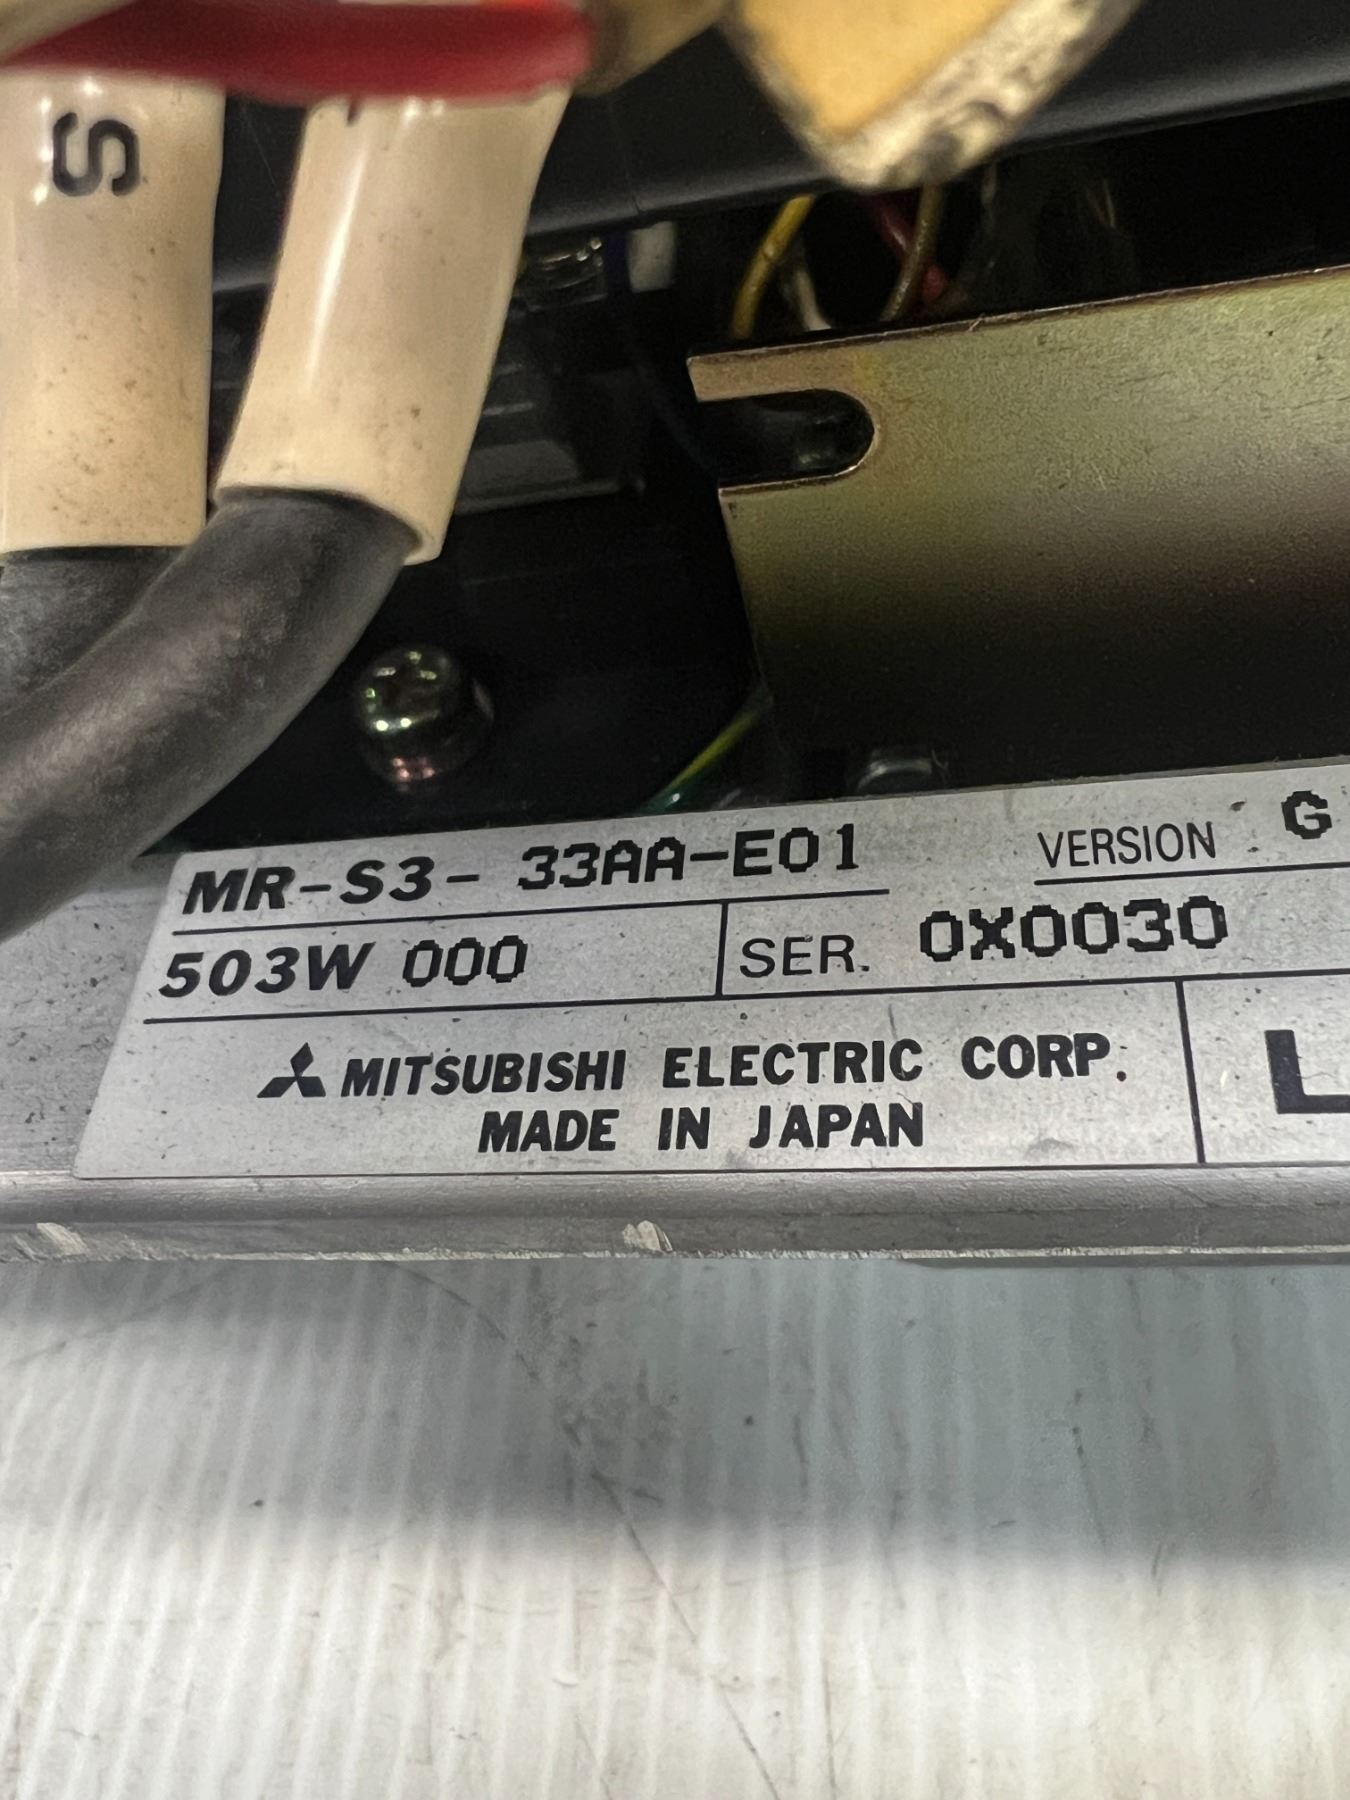 S
MR-S3- 33AA-E01 VERSION G
503W 000 SER. 0X0030
MITSUBISHI ELECTRIC CORP.
MADE IN JAPAN
L